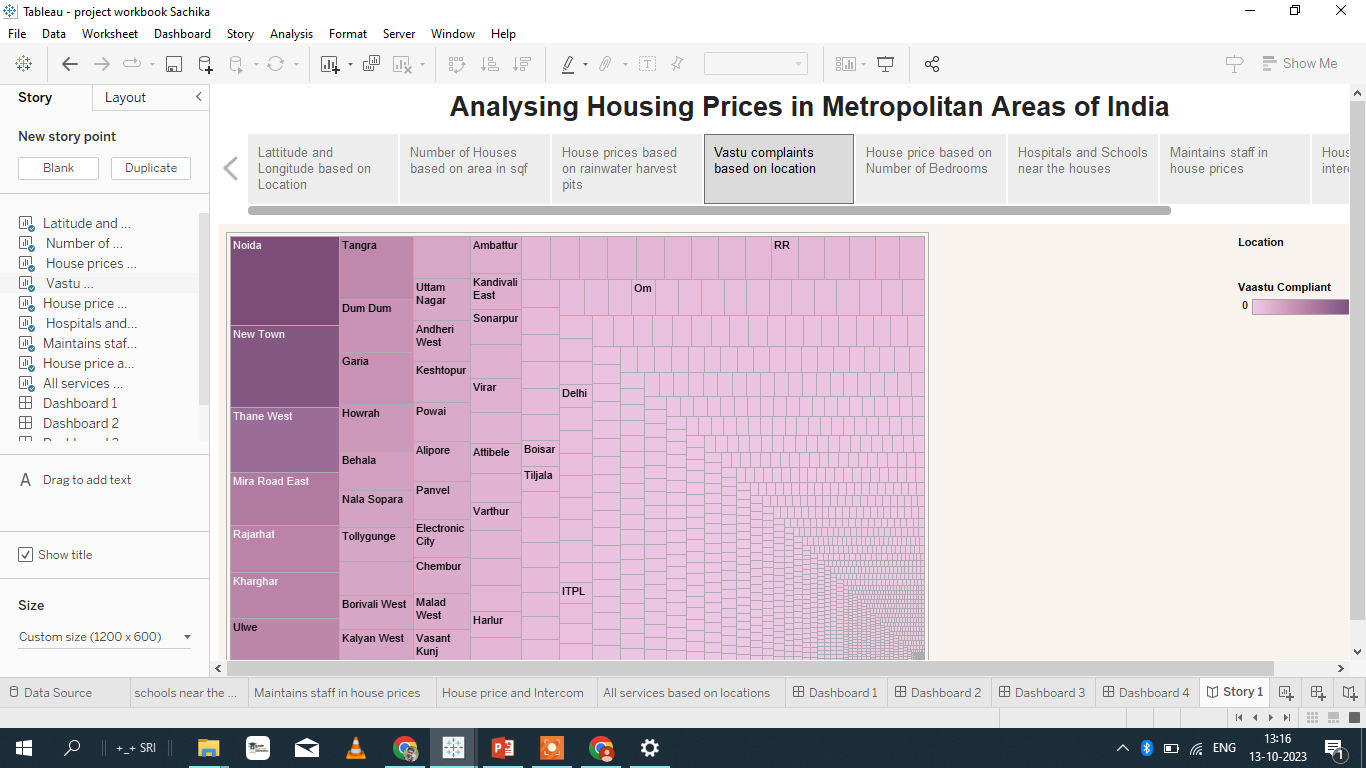 Tableau - project workbook Sachika
File Data Worksheet Dashboard Story Analysis Format Server Window Help
Show Me
Story Layout
New story point
Blank Duplicate
Latitude and ...
Number of ...
House prices ...
Vastu ...
House price ...
Hospitals and...
Maintains staf...
House price a...
All services ...
Dashboard 1
Dashboard 2
A Drag to add text
Show title
Size
Custom size (1200 x 600)
Analysing Housing Prices in Metropolitan Areas of India
Lattitude and
Longitude based on
Location
Number of Houses
based on area in sqf
House prices based
on rainwater harvest
pits
Vastu complaints
based on location
House price based on
Number of Bedrooms
Hospitals and Schools
near the houses
Maintains staff in
house prices
Noida
New Town
Thane West
Mira Road East
Rajarhat
Kharghar
Ulwe
Tangra
Dum Dum
Garia
Howrah
Behala
Nala Sopara
Tollygunge
Borivali West
Kalyan West
Uttam
Nagar
Andheri
West
Keshtopur
Powai
Alipore
Panvel
Electronic
City
Chembur
Malad
West
Vasant
Kunj
Ambattur
Kandivali
East
Sonarpur
Virar
Attibele
Varthur
Harlur
Boisar
Tiljala
Delhi
ITPL
Om
RR
Location
Vaastu Compliant
0
Data Source schools near the ... Maintains staff in house prices House price and Intercom All services based on locations Dashboard 1 Dashboard 2 Dashboard 3 Dashboard 4 Story 1
+_+ SRI
ENG
13:16
13-10-2023
1